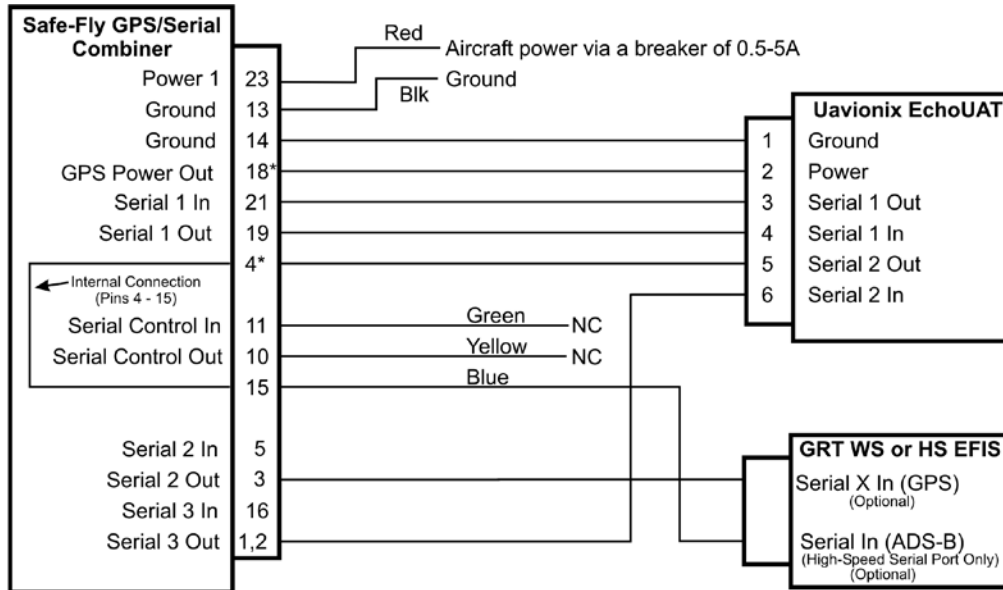 Safe-Fly GPS/Serial
Combiner
Power 1 23
Ground 13
Ground 14
GPS Power Out 18*
Serial 1 In 21
Serial 1 Out 19
4*
Internal Connection
(Pins 4 - 15)
Serial Control In 11
Serial Control Out 10
15
Serial 2 In 5
Serial 2 Out 3
Serial 3 In 16
Serial 3 Out 1,2
Red
Aircraft power via a breaker of 0.5-5A
Blk
Ground
Green
NC
Yellow
NC
Blue
Uavionix EchoUAT
1 Ground
2 Power
3 Serial 1 Out
4 Serial 1 In
5 Serial 2 Out
6 Serial 2 In
GRT WS or HS EFIS
Serial X In (GPS)
(Optional)
Serial In (ADS-B)
(High-Speed Serial Port Only)
(Optional)